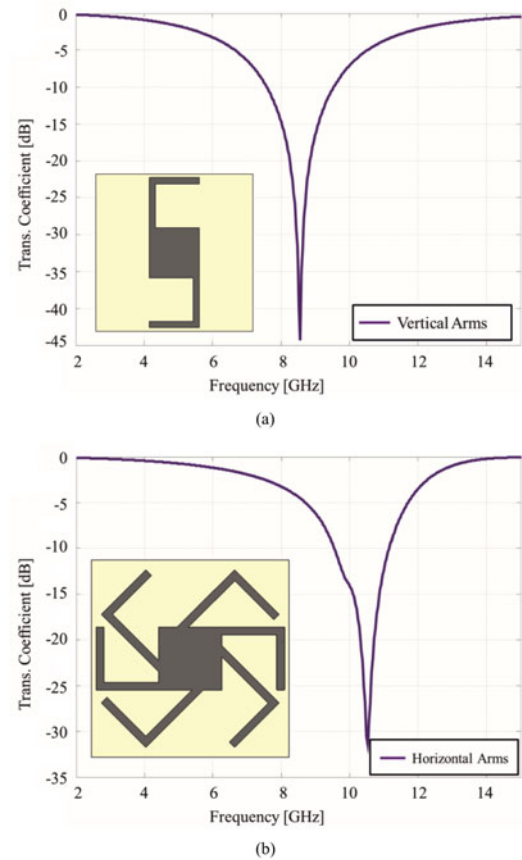 0
-5
-10
-15
-20
-25
-30
-35
-40
-45
Trans. Coefficient [dB]
Vertical Arms
2 4 6 8 10 12 14
Frequency [GHz]
(a)
0
-5
-10
-15
-20
-25
-30
-35
Trans. Coefficient [dB]
Horizontal Arms
2 4 6 8 10 12 14
Frequency [GHz]
(b)